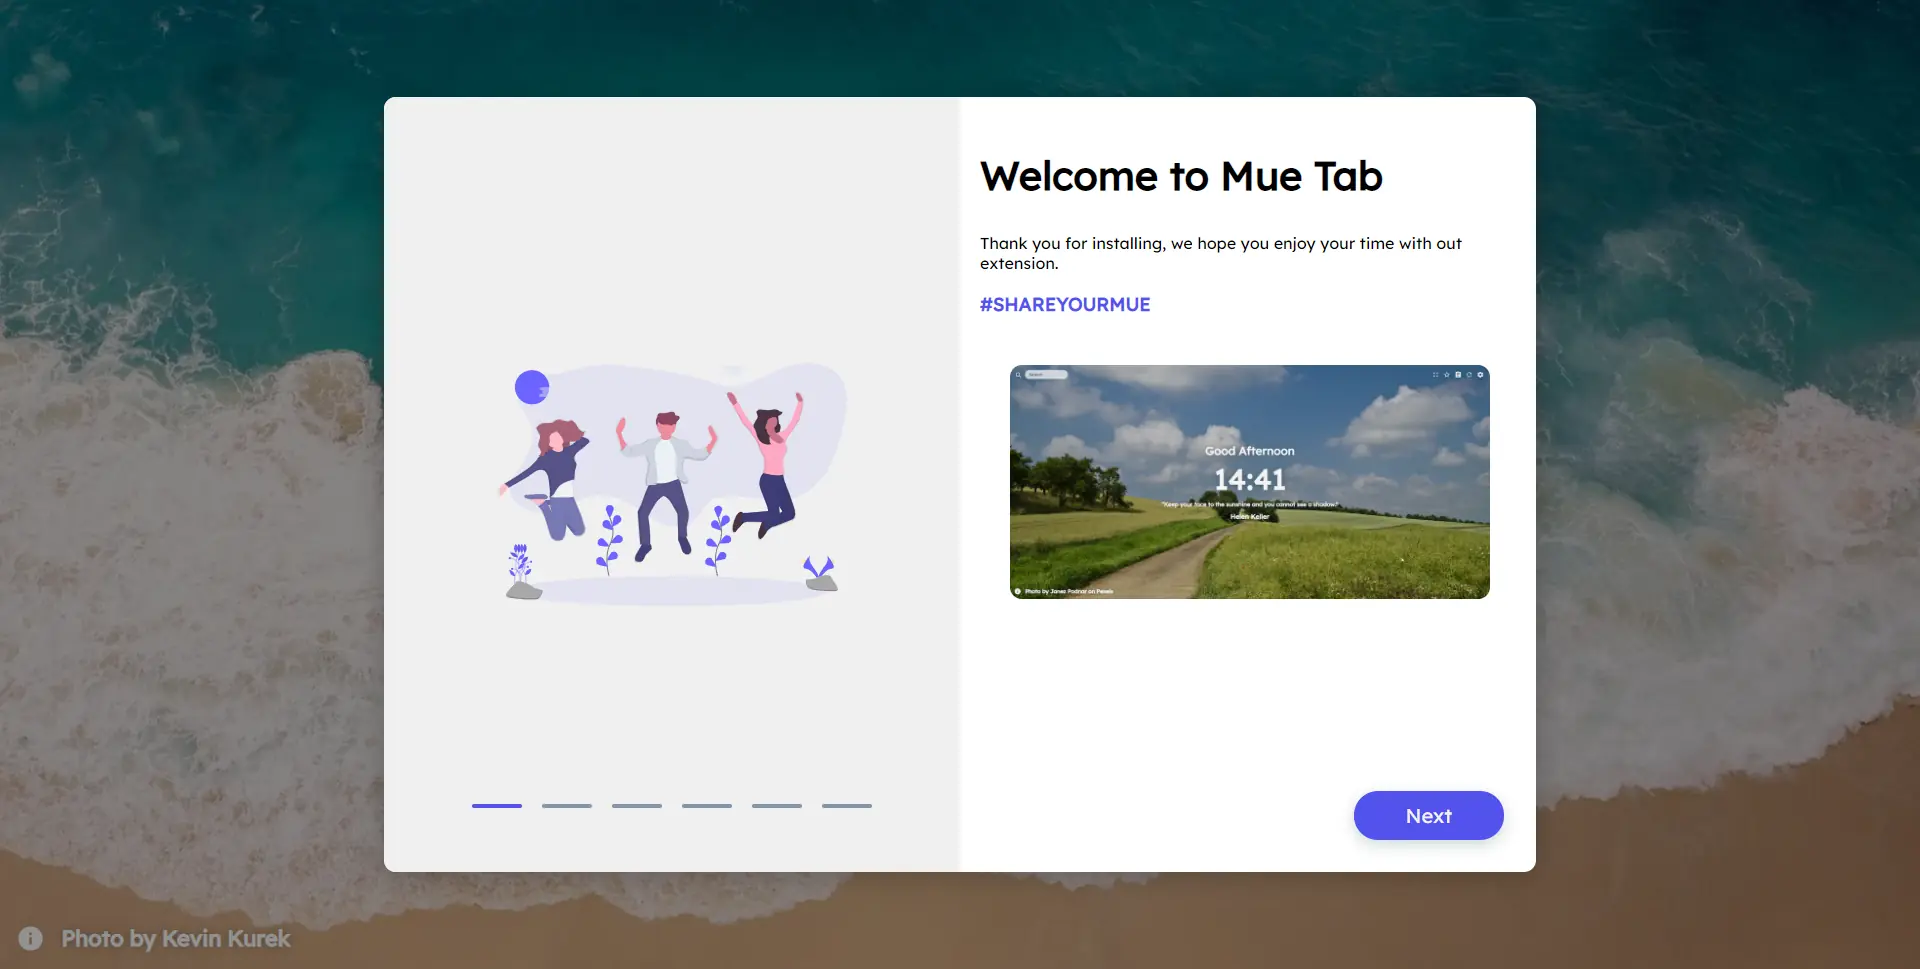 Welcome to Mue Tab
Thank you for installing, we hope you enjoy your time with out
extension.
#SHAREYOURMUE
Search
Good Afternoon
14:41
"Keep your face to the sunshine and you cannot see a shadow."
Helen Keller
Photo by Janez Podnar on Pexels
Next
Photo by Kevin Kurek